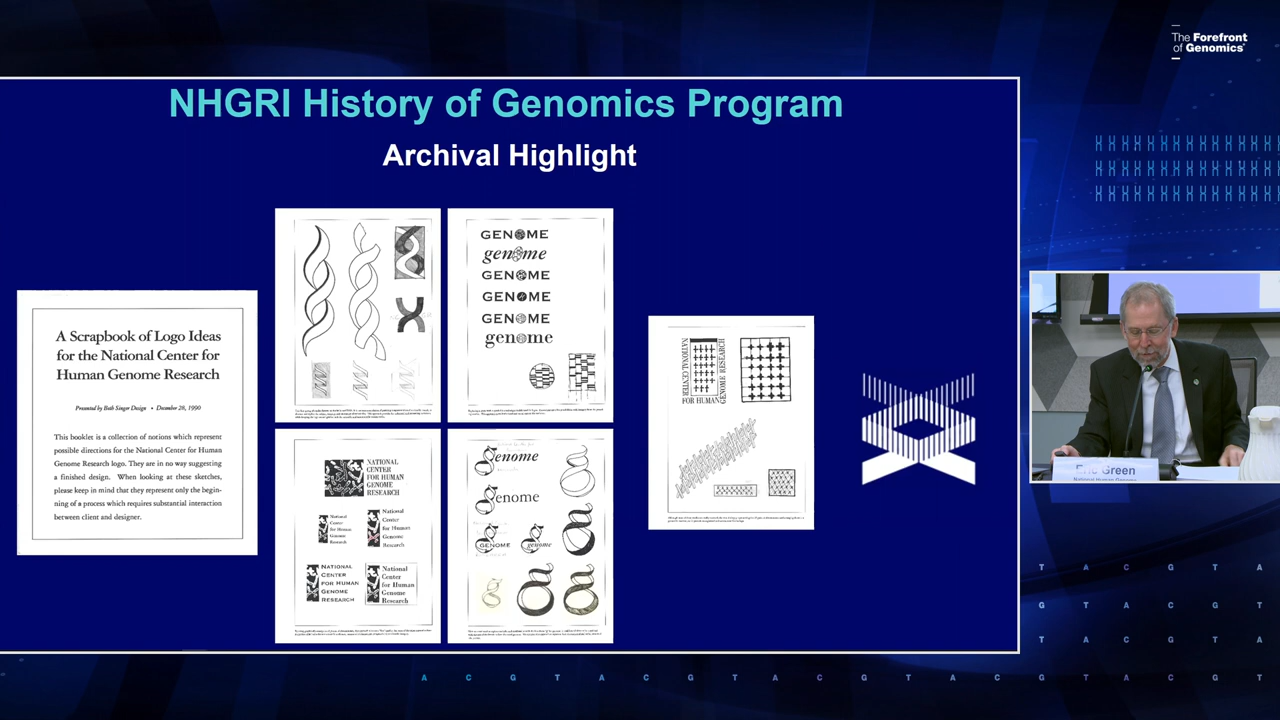 The Forefront
of Genomics®
NHGRI History of Genomics Program
Archival Highlight
A Scrapbook of Logo Ideas
for the National Center for
Human Genome Research
Presented by Beth Singer Design • December 28, 1990
This booklet is a collection of notions which represent
possible directions for the National Center for Human
Genome Research logo. They are in no way suggesting
a finished design. When looking at these sketches,
please keep in mind that they represent only the begin-
ning of a process which requires substantial interaction
between client and designer.
GENOME
genome
GENOME
GENOME
GENOME
genome
NATIONAL
CENTER
FOR HUMAN
GENOME
RESEARCH
National
Center
for Human
Genome
Research
National
Center
for Human
Genome
Research
NATIONAL
CENTER
FOR HUMAN
GENOME
RESEARCH
National
Center
for Human
Genome
Research
genome
genome
GENOME
genome
g
g
g
g
g
NATIONAL CENTER
FOR HUMAN
GENOME RESEARCH
Eric Green
National Human Genome
T A C G T A
G T A C G T
T A C G T A
A C G T A C G T A C G T A C G T A C G T